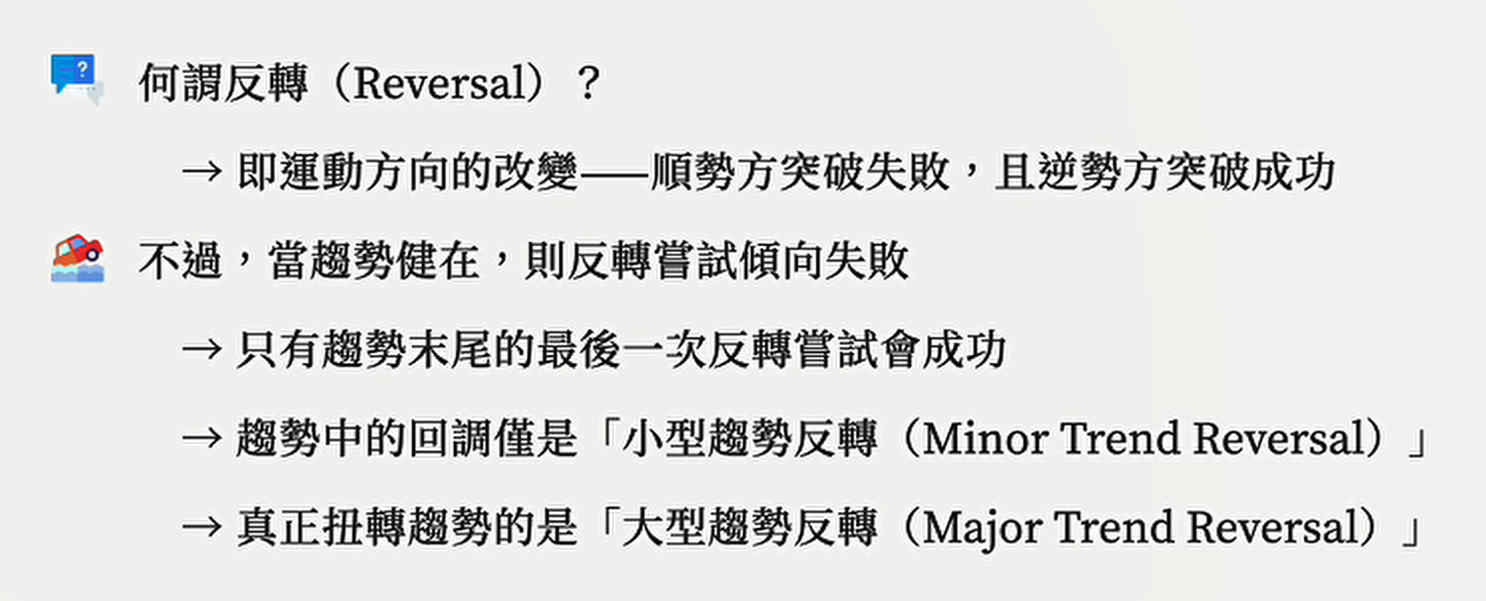 何謂反轉（Reversal）？
→ 即運動方向的改變——順勢方突破失敗，且逆勢方突破成功
不過，當趨勢健在，則反轉嘗試傾向失敗
→ 只有趨勢末尾的最後一次反轉嘗試會成功
→ 趨勢中的回調僅是「小型趨勢反轉（Minor Trend Reversal）」
→ 真正扭轉趨勢的是「大型趨勢反轉（Major Trend Reversal）」